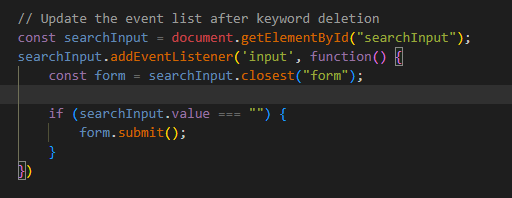 // Update the event list after keyword deletion
const searchInput = document.getElementById("searchInput");
searchInput.addEventListener('input', function() {
    const form = searchInput.closest("form");

    if (searchInput.value === "") {
        form.submit();
    }
})